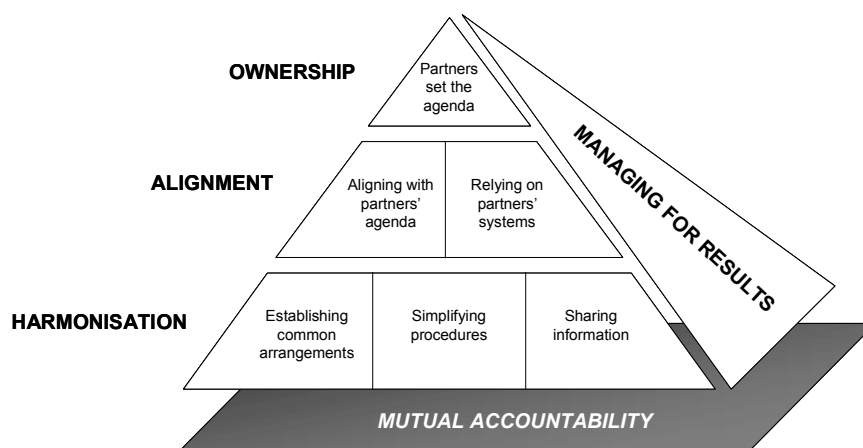 OWNERSHIP
Partners
set the
agenda
ALIGNMENT
Aligning with
partners'
agenda
Relying on
partners'
systems
HARMONISATION
Establishing
common
arrangements
Simplifying
procedures
Sharing
information
MANAGING FOR RESULTS
MUTUAL ACCOUNTABILITY